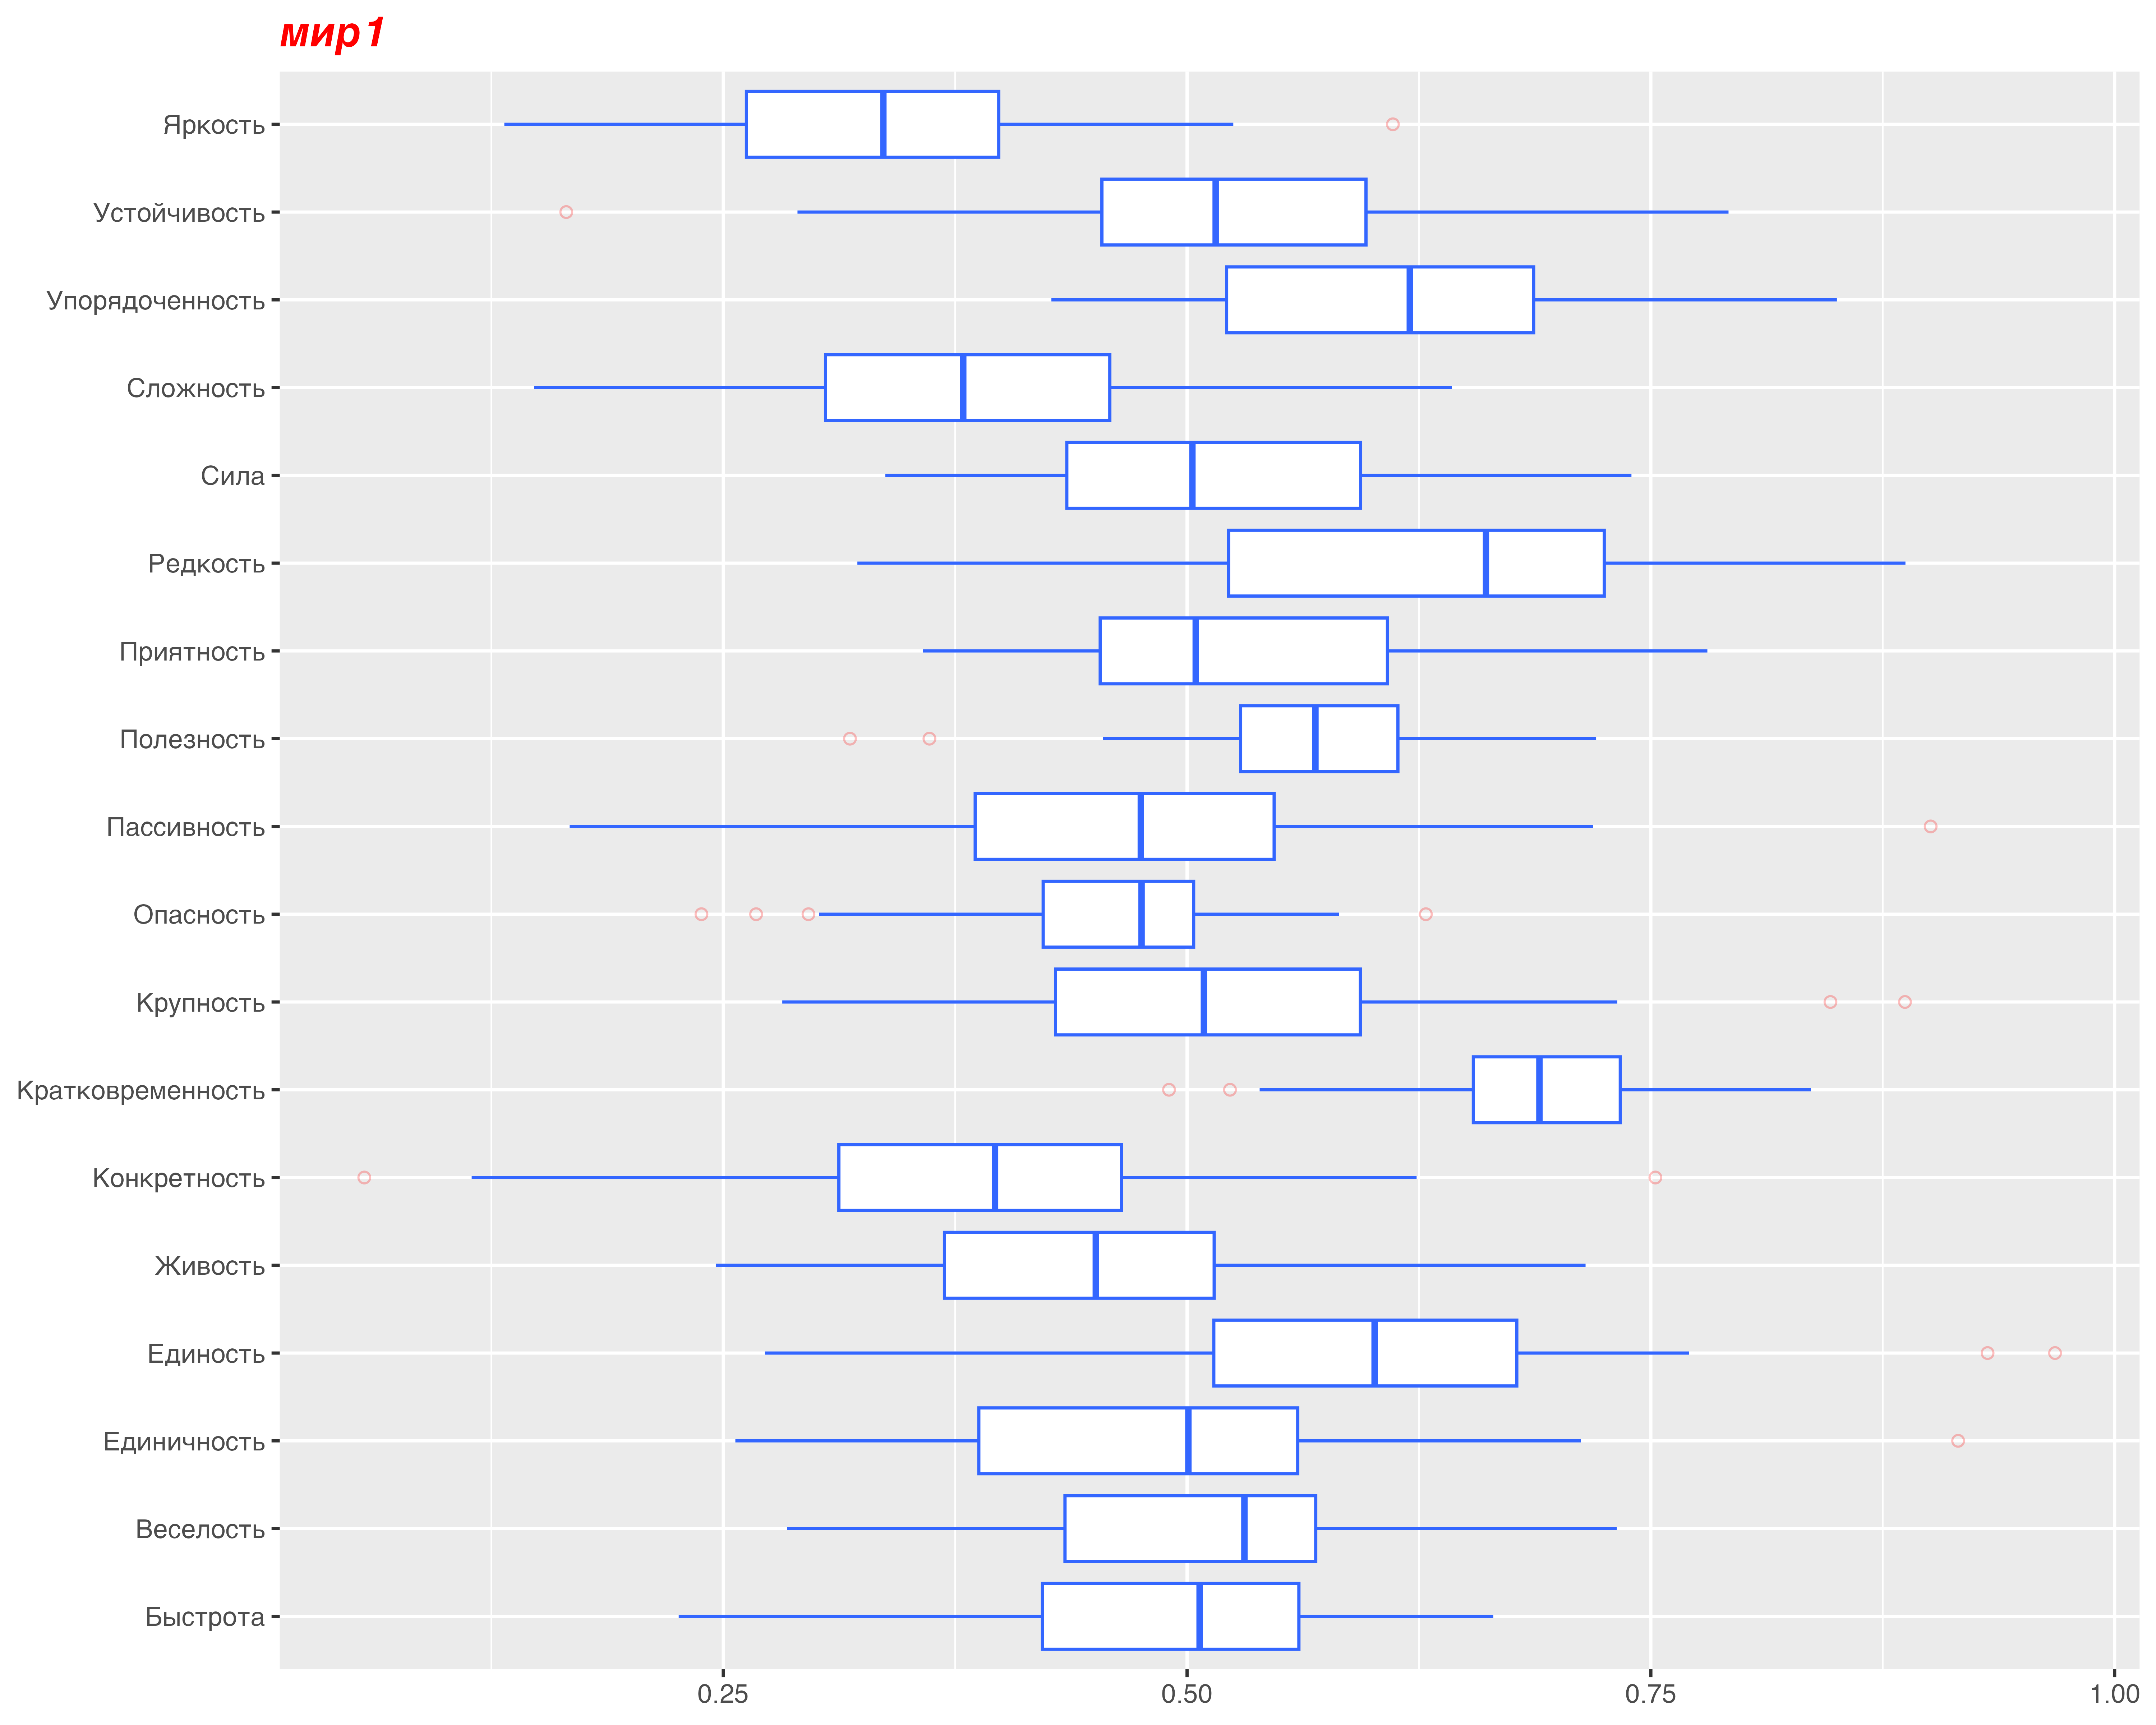 мир1
Яркость
Устойчивость
Упорядоченность
Сложность
Сила
Редкость
Приятность
Полезность
Пассивность
Опасность
Крупность
Кратковременность
Конкретность
Живость
Единость
Единичность
Веселость
Быстрота
0.25 0.50 0.75 1.00